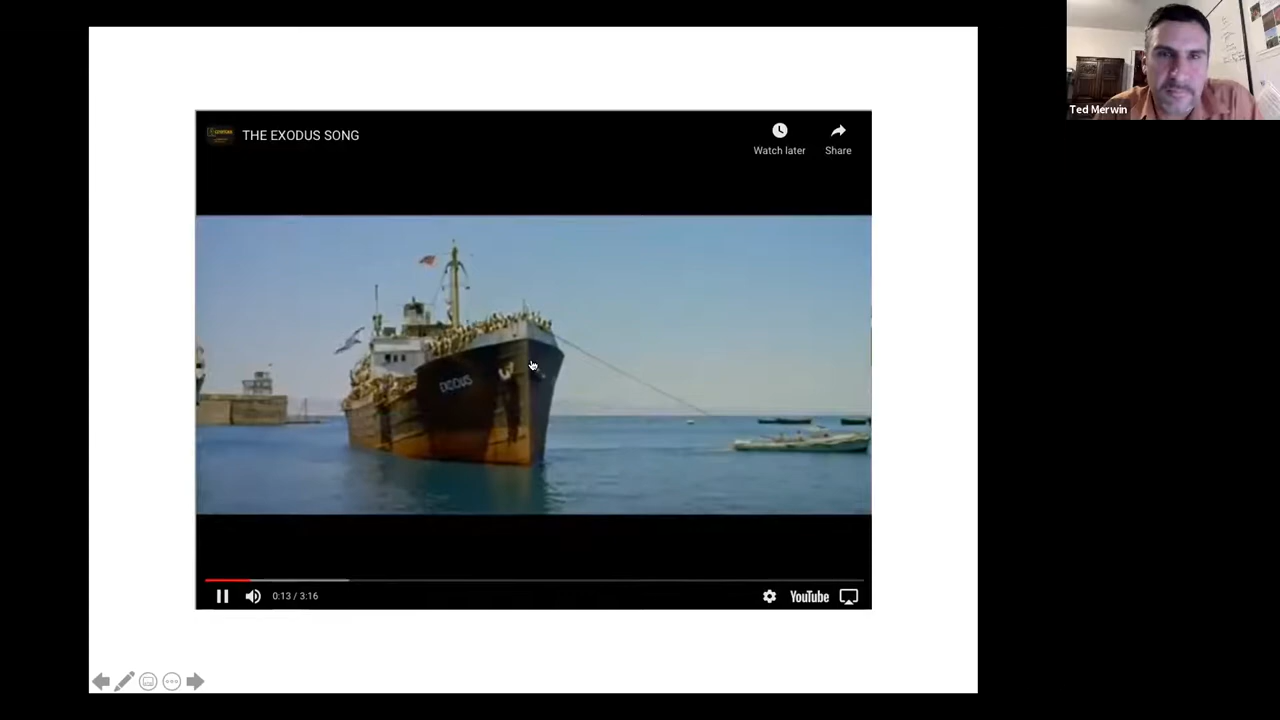 THE EXODUS SONG
Watch later
Share
Ted Merwin
EXODUS
0:13 / 3:16
YouTube